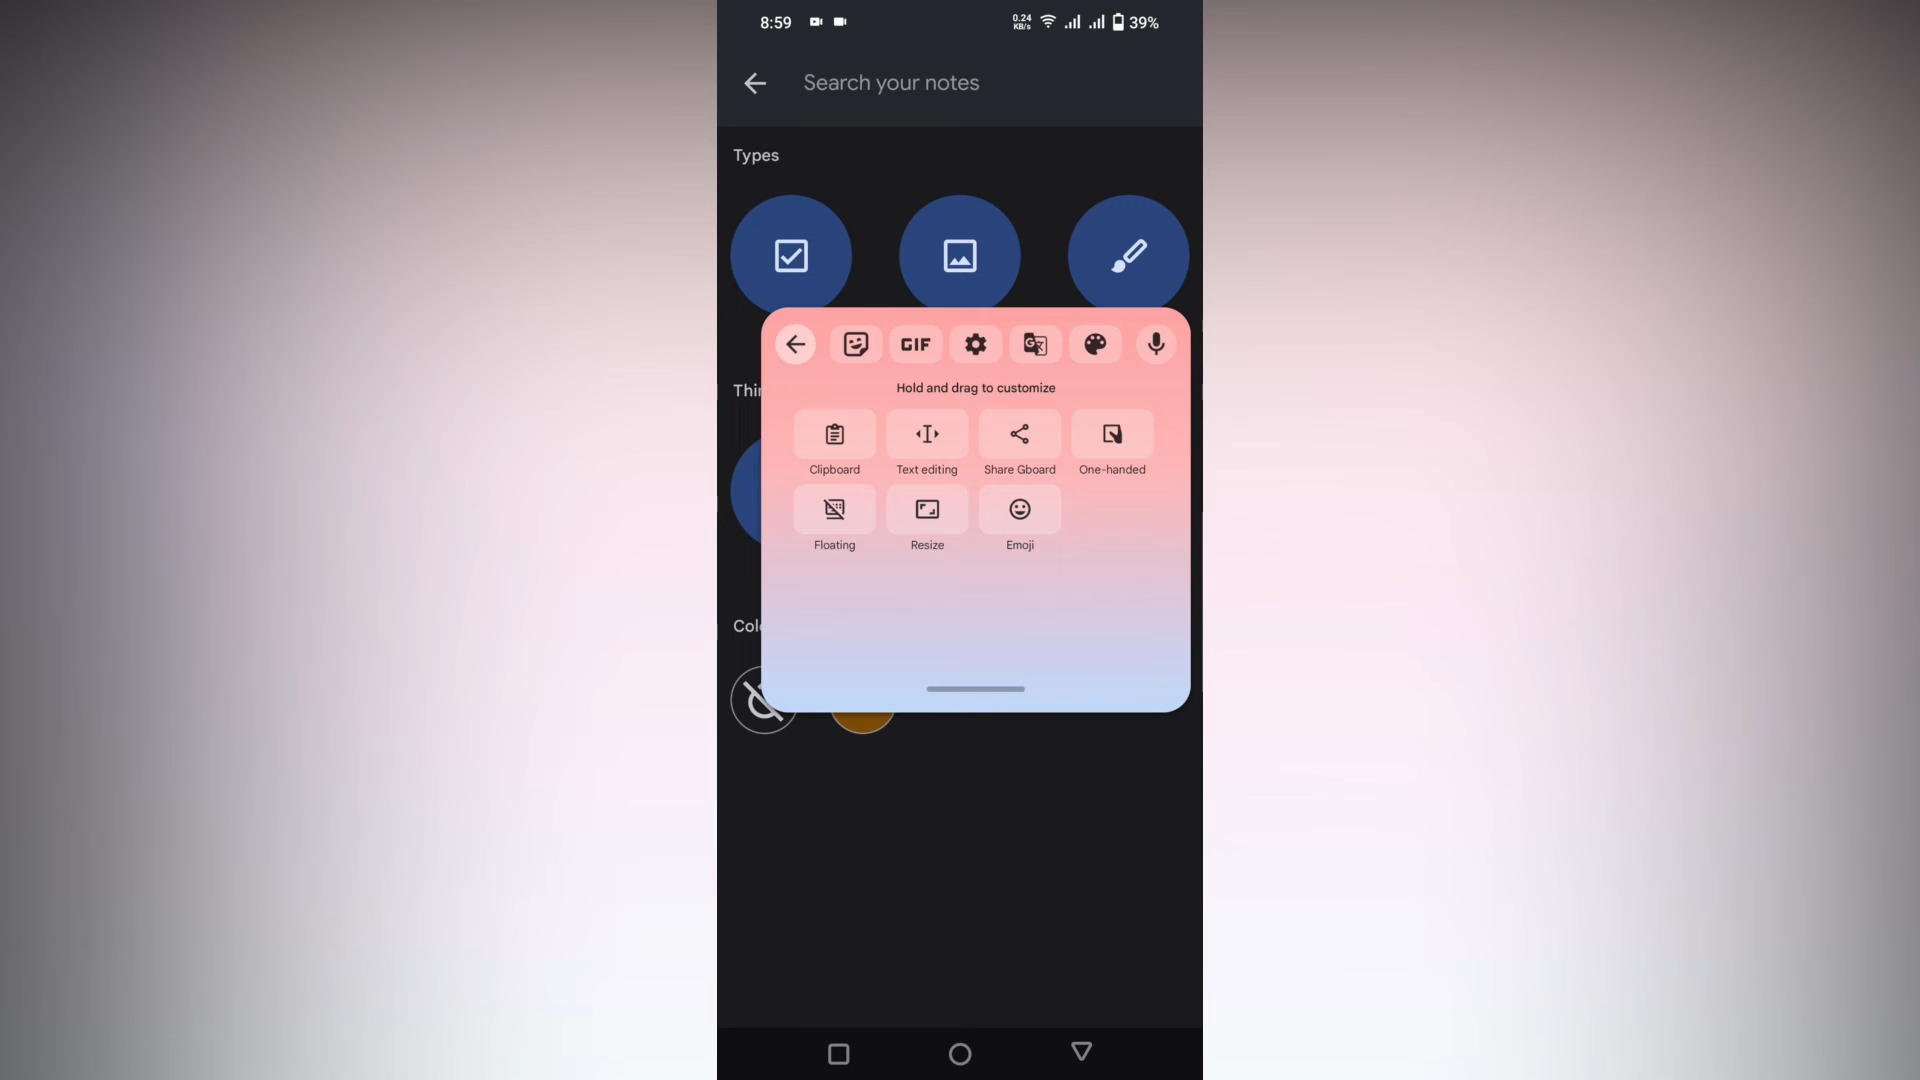 8:59
0.24
KB/s
39%
Search your notes
Types
GIF
Hold and drag to customize
Clipboard
Text editing
Share Gboard
One-handed
Floating
Resize
Emoji